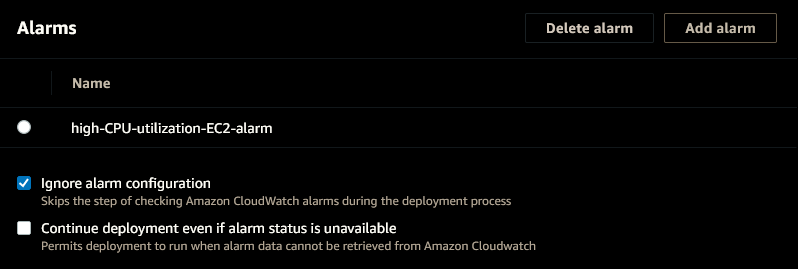 Alarms
Delete alarm
Add alarm
Name
high-CPU-utilization-EC2-alarm
Ignore alarm configuration
Skips the step of checking Amazon CloudWatch alarms during the deployment process
Continue deployment even if alarm status is unavailable
Permits deployment to run when alarm data cannot be retrieved from Amazon Cloudwatch